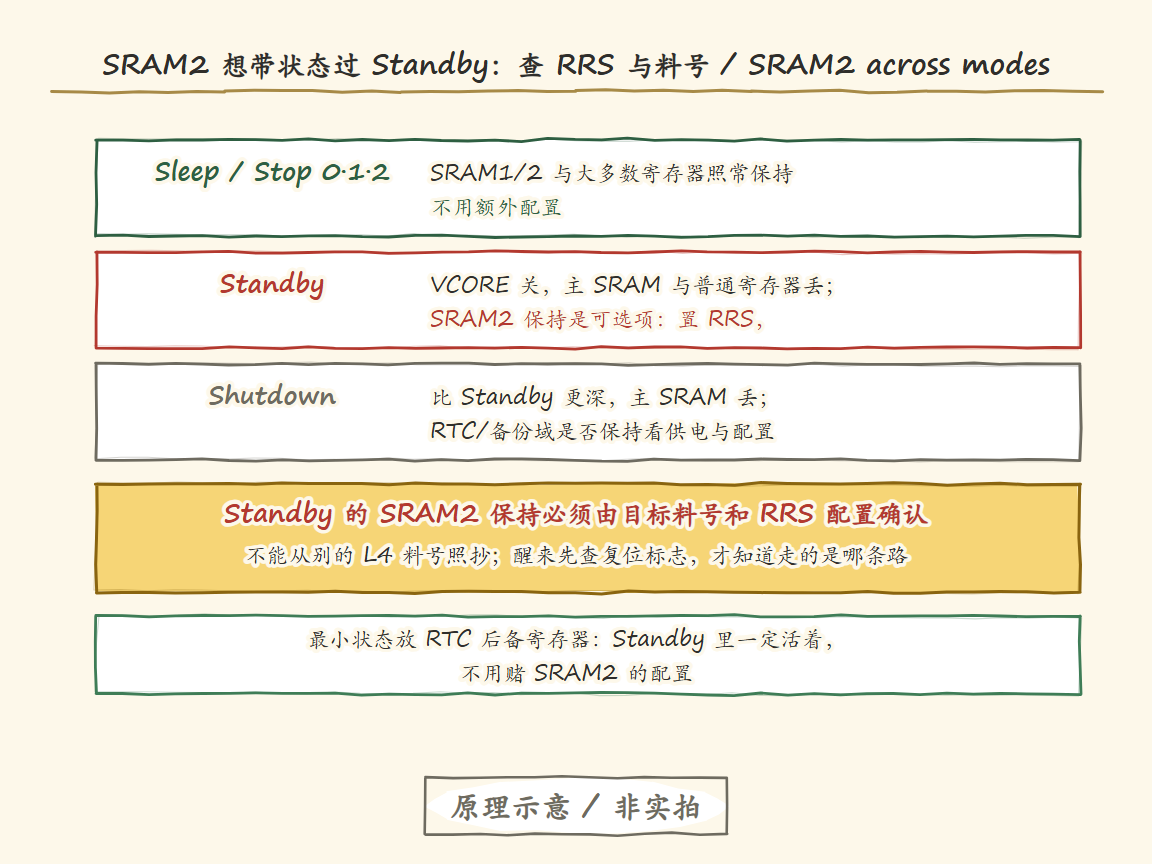 SRAM2 想带状态过 Standby：查 RRS 与料号 / SRAM2 across modes
Sleep / Stop 0·1·2
SRAM1/2 与大多数寄存器照常保持
不用额外配置
Standby
VCORE 关，主 SRAM 与普通寄存器丢；
SRAM2 保持是可选项：置 RRS，
Shutdown
比 Standby 更深，主 SRAM 丢；
RTC/备份域是否保持看供电与配置
Standby 的 SRAM2 保持必须由目标料号和 RRS 配置确认
不能从别的 L4 料号照抄；醒来先查复位标志，才知道走的是哪条路
最小状态放 RTC 后备寄存器：Standby 里一定活着，
不用赌 SRAM2 的配置
原理示意 / 非实拍